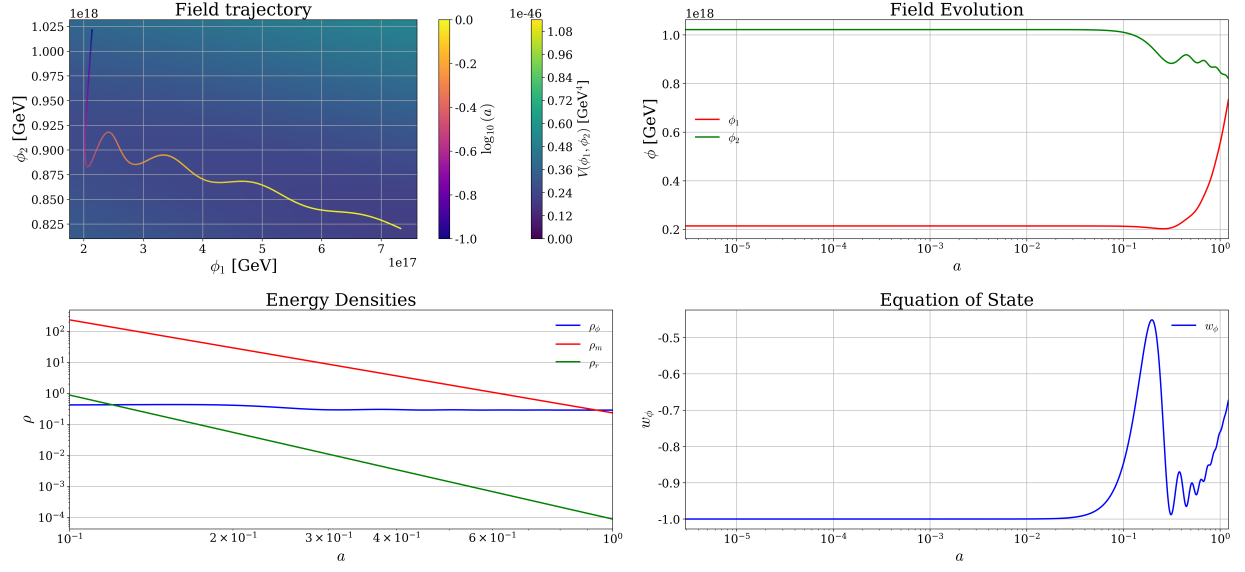 Field trajectory
1e18
1.025
1.000
0.975
0.950
0.925
0.900
0.875
0.850
0.825
ϕ₂ [GeV]
2 3 4 5 6 7
1e17
ϕ₁ [GeV]
0.0
-0.2
-0.4
-0.6
-0.8
-1.0
log₁₀(a)
1e-46
1.08
0.96
0.84
0.72
0.60
0.48
0.36
0.24
0.12
0.00
V(ϕ₁, ϕ₂) [GeV⁴]
Field Evolution
1e18
1.0
0.8
0.6
0.4
0.2
ϕ [GeV]
ϕ₁
ϕ₂
10⁻⁵ 10⁻⁴ 10⁻³ 10⁻² 10⁻¹ 10⁰
a
Energy Densities
10²
10¹
10⁰
10⁻¹
10⁻²
10⁻³
10⁻⁴
ρ
ρ_ϕ
ρ_m
ρ_r
10⁻¹ 2 × 10⁻¹ 3 × 10⁻¹ 4 × 10⁻¹ 6 × 10⁻¹ 10⁰
a
Equation of State
-0.5
-0.6
-0.7
-0.8
-0.9
-1.0
w_ϕ
w_ϕ
10⁻⁵ 10⁻⁴ 10⁻³ 10⁻² 10⁻¹ 10⁰
a